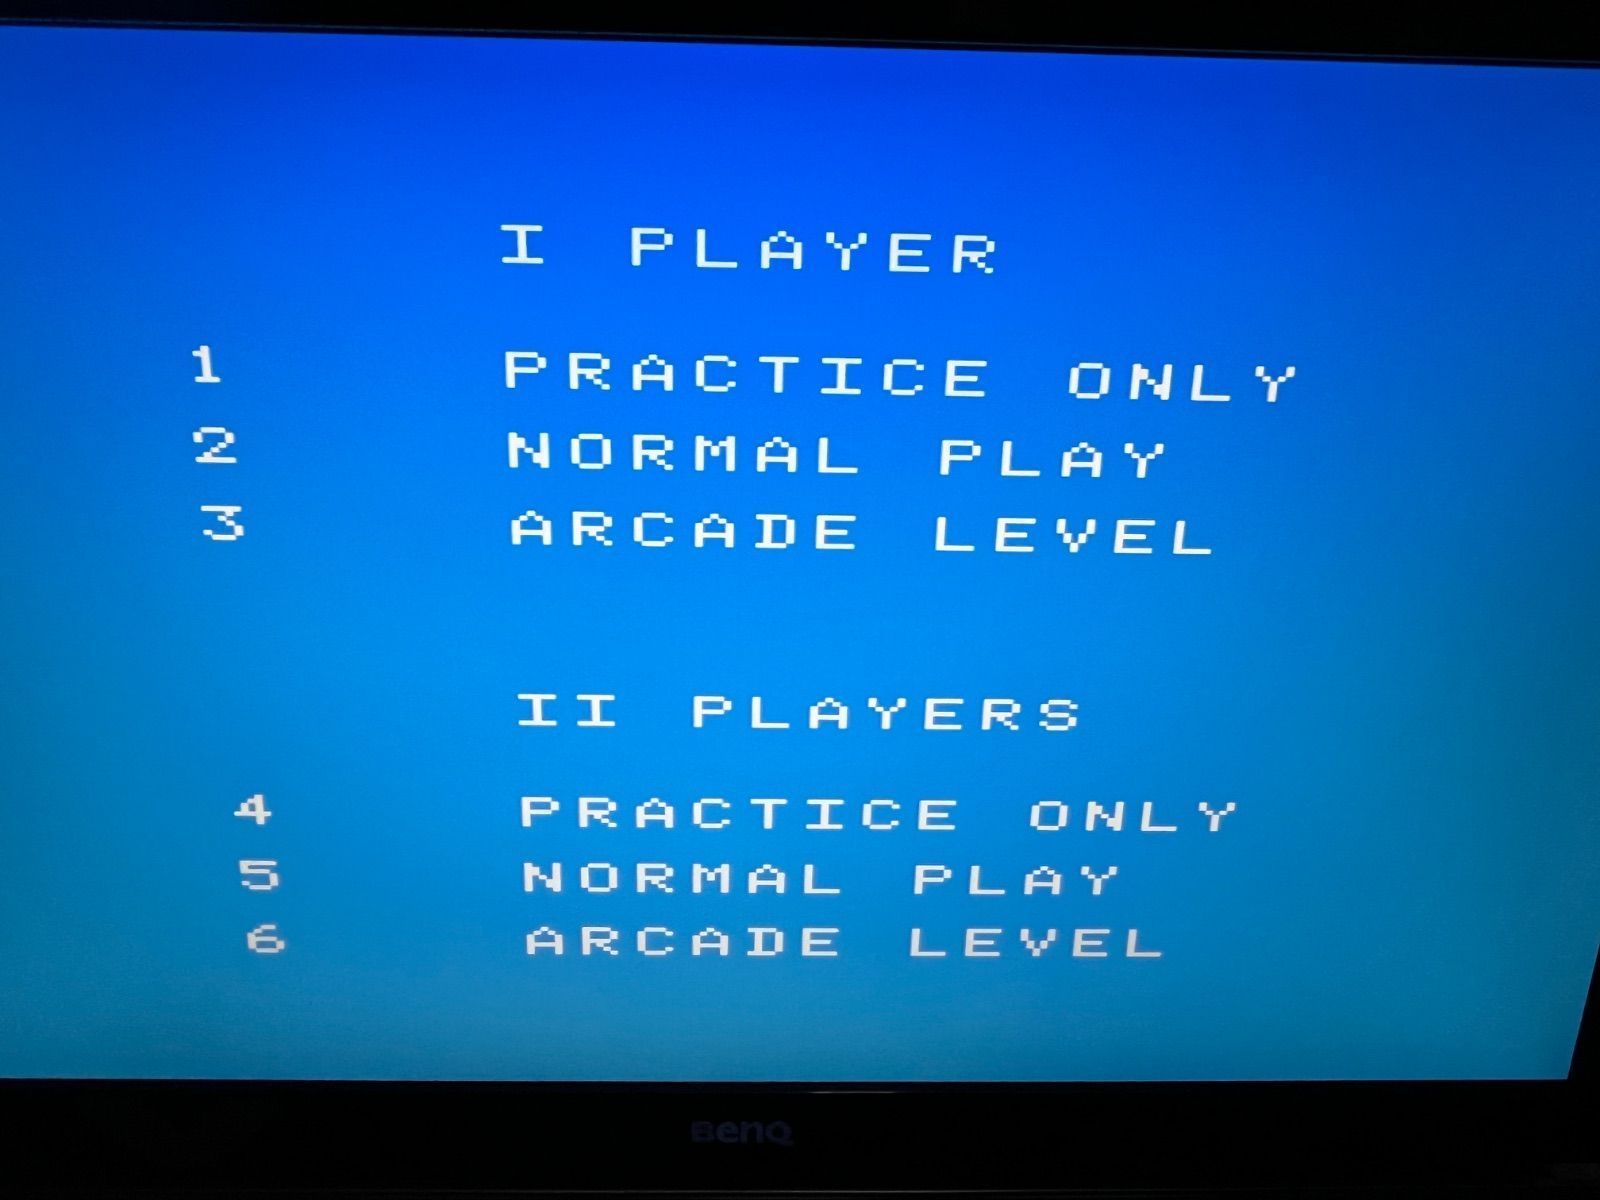 I PLAYER
1 PRACTICE ONLY
2 NORMAL PLAY
3 ARCADE LEVEL
II PLAYERS
4 PRACTICE ONLY
5 NORMAL PLAY
6 ARCADE LEVEL
BenQ